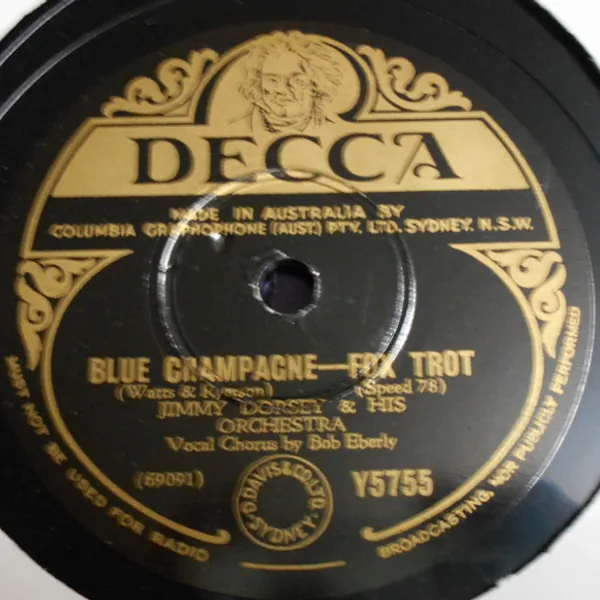 DECCA
MADE IN AUSTRALIA BY
COLUMBIA GRAPHOPHONE (AUST.) PTY. LTD. SYDNEY. N.S.W.
BLUE CHAMPAGNE—FOX TROT
(Watts & Ryerson) (Speed 78)
JIMMY DORSEY & HIS
ORCHESTRA
Vocal Chorus by Bob Eberly
(69091)
Y5755
DAVIS & CO. LTD.
SYDNEY.
MUST NOT BE USED FOR RADIO
BROADCASTING, NOR PUBLICLY PERFORMED